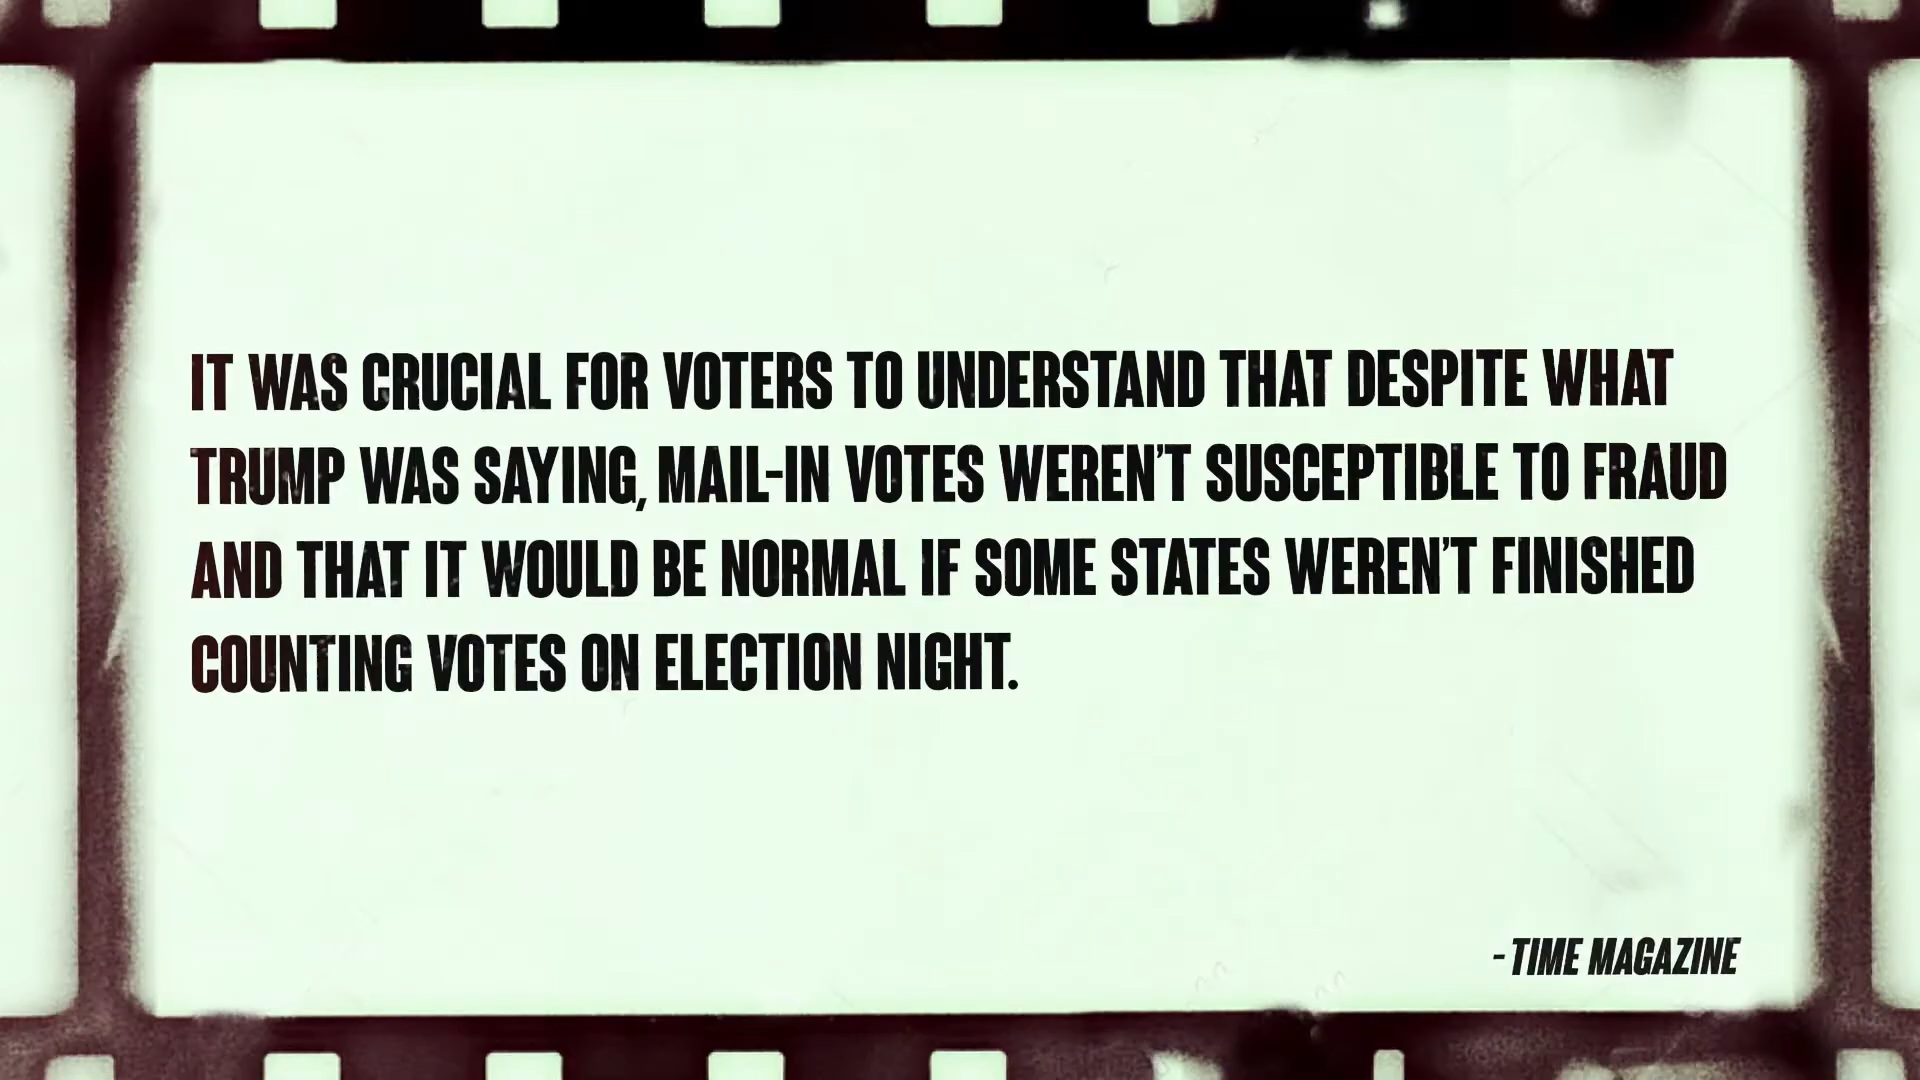 IT WAS CRUCIAL FOR VOTERS TO UNDERSTAND THAT DESPITE WHAT
TRUMP WAS SAYING, MAIL-IN VOTES WEREN'T SUSCEPTIBLE TO FRAUD
AND THAT IT WOULD BE NORMAL IF SOME STATES WEREN'T FINISHED
COUNTING VOTES ON ELECTION NIGHT.
- TIME MAGAZINE